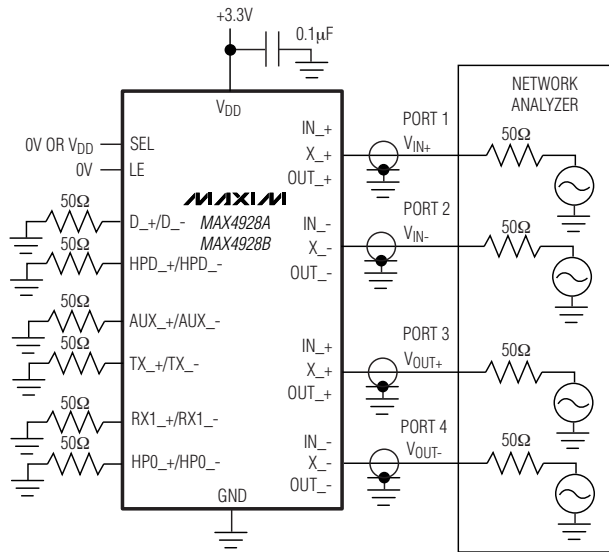 +3.3V
0.1μF
VDD
0V OR VDD
SEL
0V
LE
MAXIM
MAX4928A
MAX4928B
50Ω
D_+/D_-
50Ω
HPD_+/HPD_-
50Ω
AUX_+/AUX_-
50Ω
TX_+/TX_-
50Ω
RX1_+/RX1_-
50Ω
HP0_+/HP0_-
GND
IN_+
X_+
OUT_+
IN_-
X_-
OUT_-
IN_+
X_+
OUT_+
IN_-
X_-
OUT_-
PORT 1
VIN+
PORT 2
VIN-
PORT 3
VOUT+
PORT 4
VOUT-
NETWORK
ANALYZER
50Ω
50Ω
50Ω
50Ω